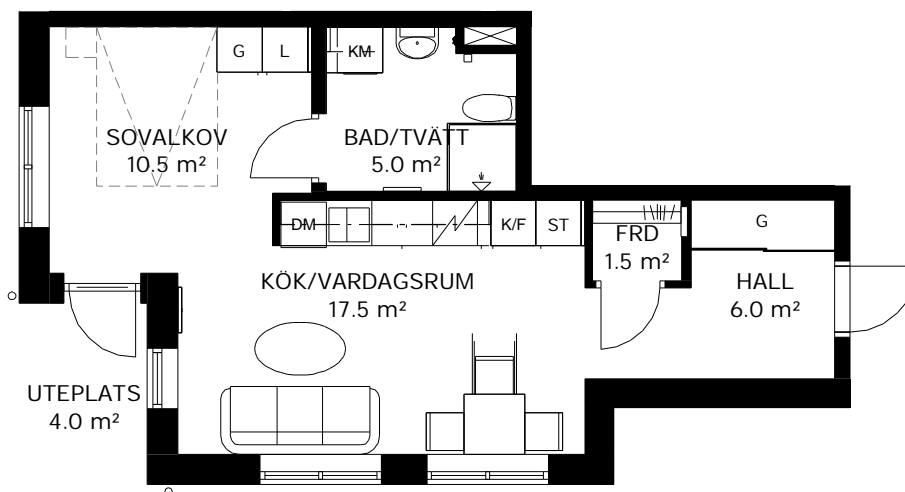 G
L
KM
SOVALKOV
10.5 m²
BAD/TVÄTT
5.0 m²
DM
K/F
ST
FRD
1.5 m²
G
KÖK/VARDAGSRUM
17.5 m²
HALL
6.0 m²
UTEPLATS
4.0 m²